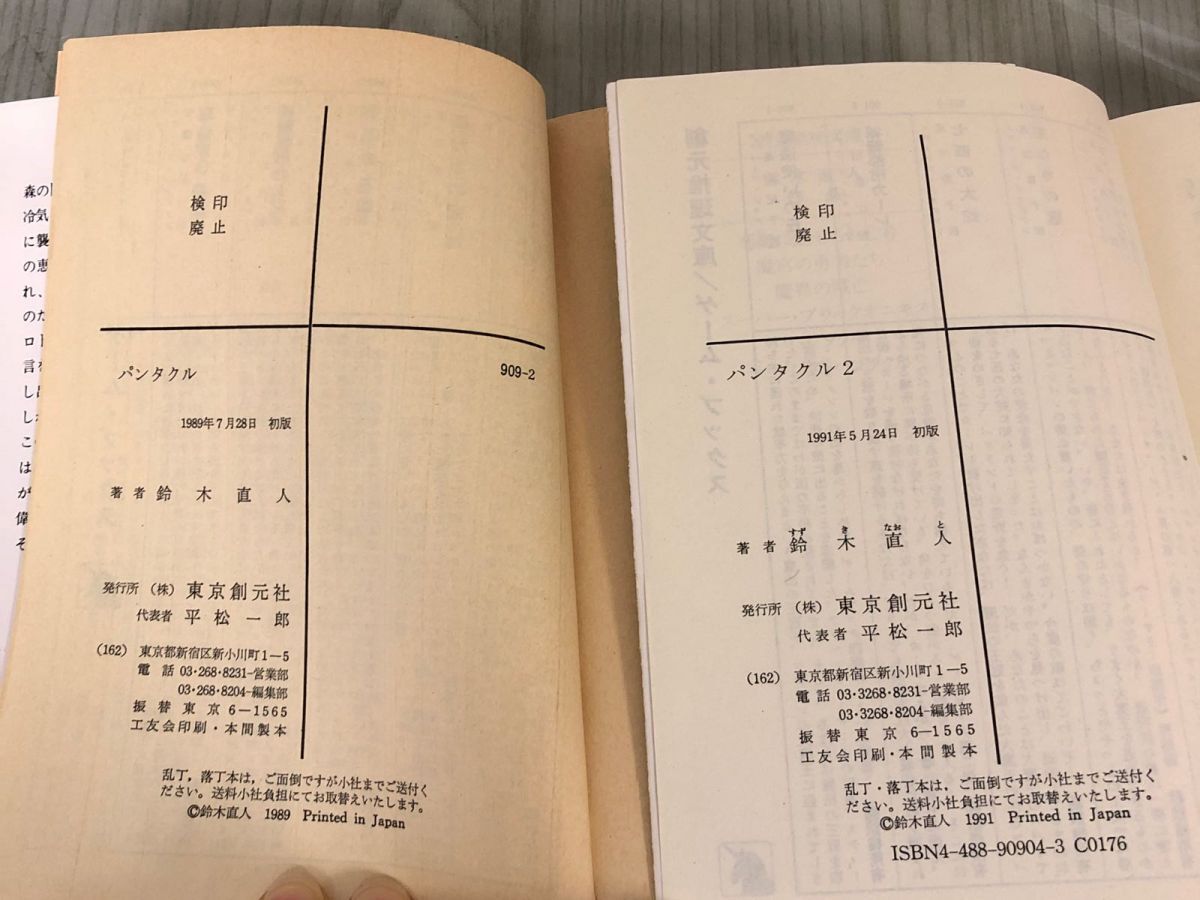 検印
廃止
パンタクル
909-2
1989年7月28日 初版
著者 鈴木直人
発行所 (株) 東京創元社
代表者 平松一郎
(162) 東京都新宿区新小川町1-5
電話 03・268・8231-営業部
03・268・8204-編集部
振替 東京 6-1565
工友会印刷・本間製本
乱丁,落丁本は,ご面倒ですが小社までご送付く
ださい。送料小社負担にてお取替えいたします。
©鈴木直人 1989 Printed in Japan
検印
廃止
パンタクル2
1991年5月24日 初版
すず き なお と
著者 鈴木直人
発行所 (株) 東京創元社
代表者 平松一郎
(162) 東京都新宿区新小川町1-5
電話 03・3268・8231-営業部
03・3268・8204-編集部
振替 東京 6-1565
工友会印刷・本間製本
乱丁・落丁本は,ご面倒ですが小社までご送付く
ださい。送料小社負担にてお取替えいたします。
©鈴木直人 1991 Printed in Japan
ISBN4-488-90904-3 C0176